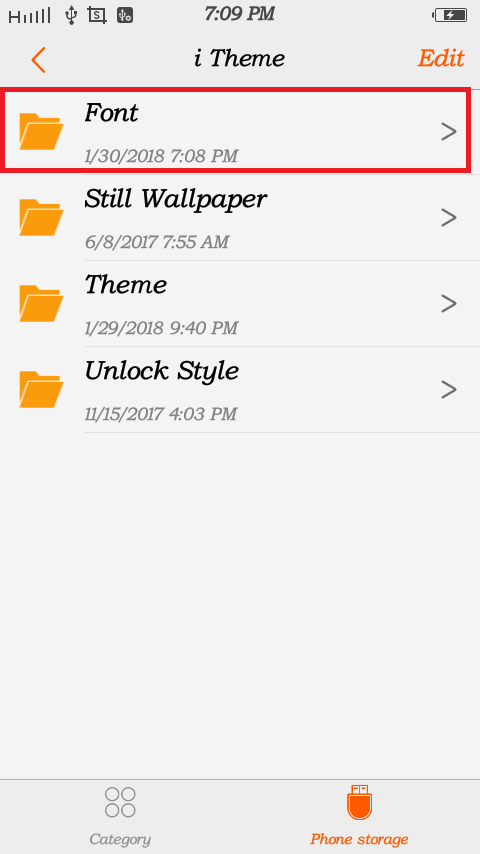 7:09 PM
i Theme
Edit
Font
1/30/2018 7:08 PM
Still Wallpaper
6/8/2017 7:55 AM
Theme
1/29/2018 9:40 PM
Unlock Style
11/15/2017 4:03 PM
Category
Phone storage